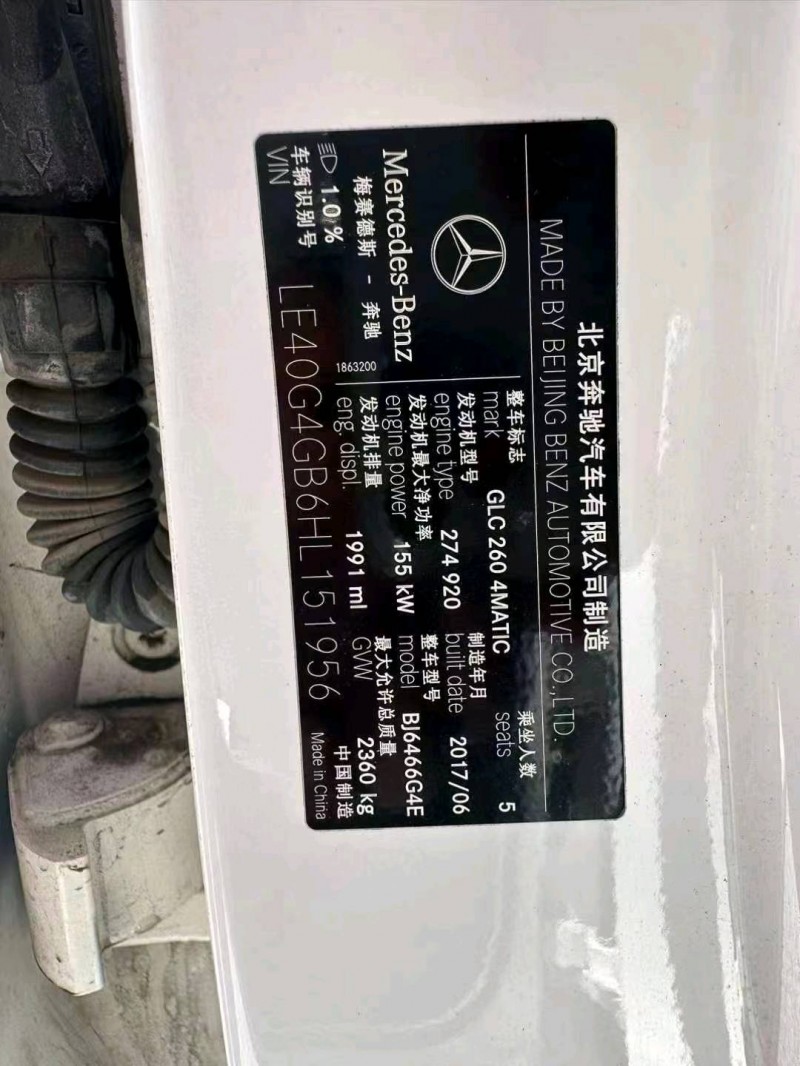 北京奔驰汽车有限公司制造
MADE BY BEIJING BENZ AUTOMOTIVE CO.,LTD.
整车标志 乘坐人数
mark GLC 260 4MATIC seats 5
发动机型号 制造年月
engine type 274 920 built date 2017/06
发动机最大净功率 整车型号
engine power 155 kW model BJ6466G4E
发动机排量 最大允许总质量
eng. displ. 1991 ml GVW 2360 kg
Mercedes-Benz
梅赛德斯 - 奔驰
1.0 %
1863200
车辆识别号
VIN LE40G4GB6HL151956
中国制造
Made in China